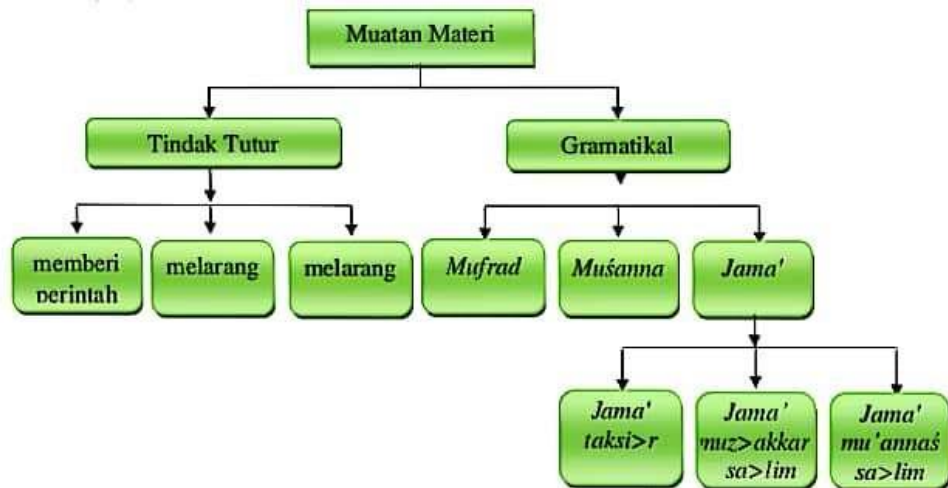 Muatan Materi
Tindak Tutur
Gramatikal
memberi
perintah
melarang
melarang
Mufrad
Muśanna
Jama'
Jama'
taksi>r
Jama'
muz>akkar
sa>lim
Jama'
mu'annaś
sa>lim